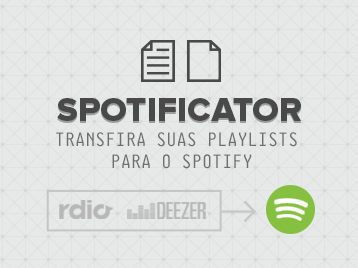 SPOTIFICATOR
TRANSFIRA SUAS PLAYLISTS
PARA O SPOTIFY
rdio DEEZER